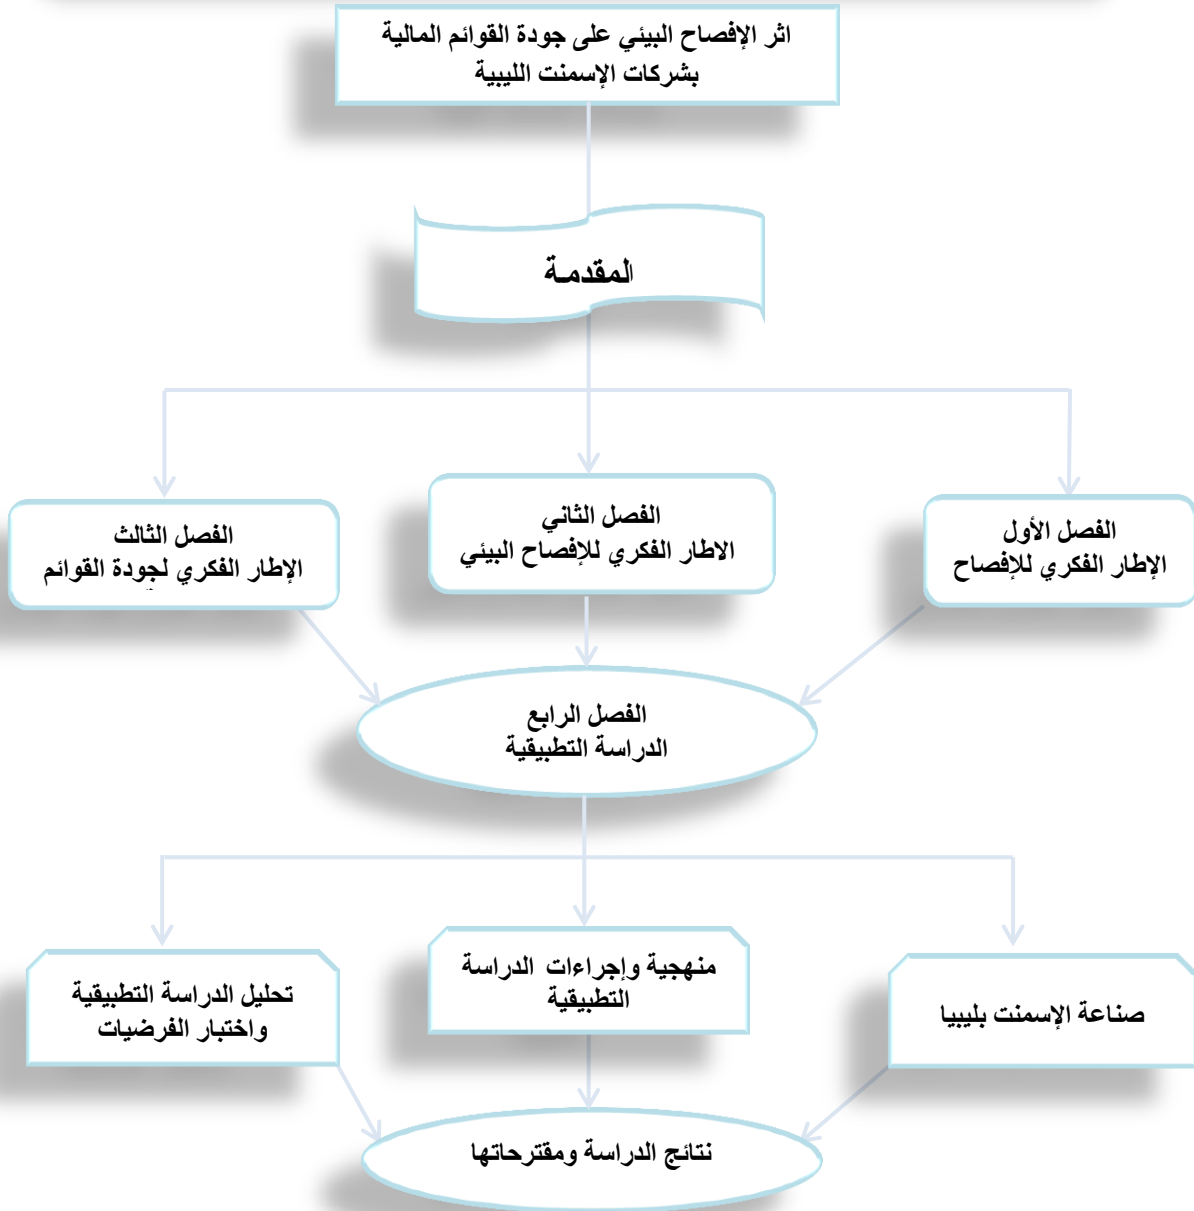 اثر الإفصاح البيئي على جودة القوائم المالية
بشركات الإسمنت الليبية
المقدمـة
الفصل الأول
الإطار الفكري للإفصاح
الفصل الثاني
الاطار الفكري للإفصاح البيئي
الفصل الثالث
الإطار الفكري لجودة القوائم
الفصل الرابع
الدراسة التطبيقية
صناعة الإسمنت بليبيا
منهجية وإجراءات الدراسة
التطبيقية
تحليل الدراسة التطبيقية
واختبار الفرضيات
نتائج الدراسة ومقترحاتها